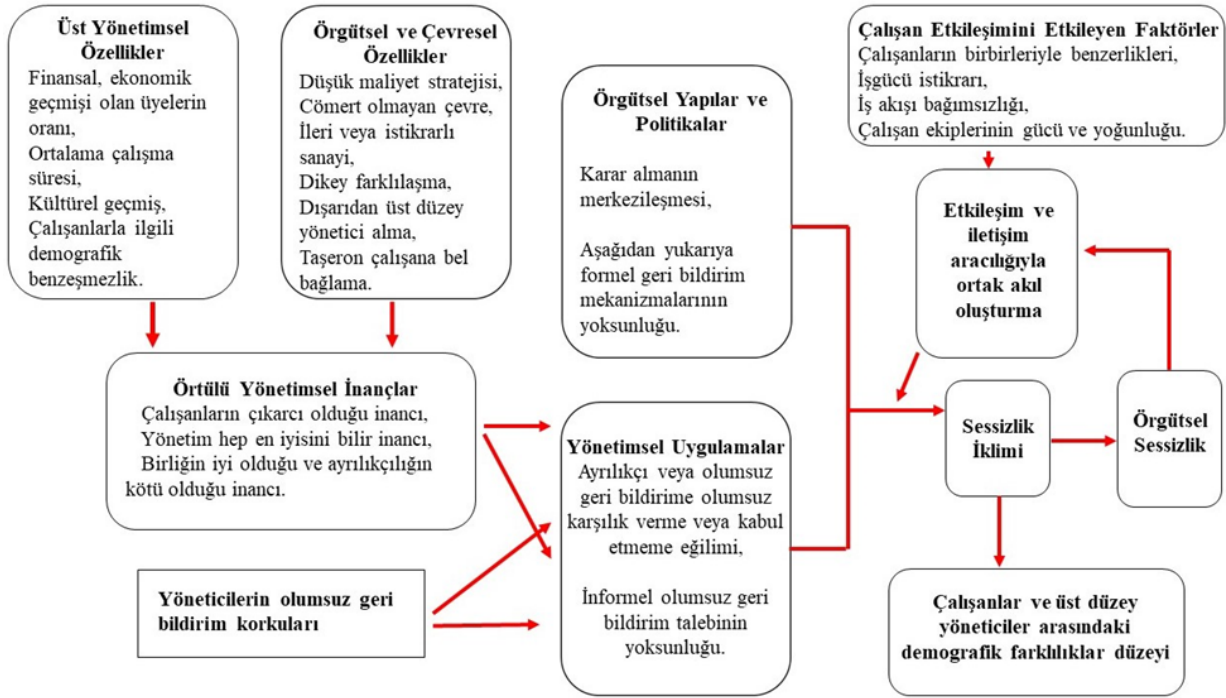 Üst Yönetimsel
Özellikler
Finansal, ekonomik
geçmişi olan üyelerin
oranı,
Ortalama çalışma
süresi,
Kültürel geçmiş,
Çalışanlarla ilgili
demografik
benzeşmezlik.
Örgütsel ve Çevresel
Özellikler
Düşük maliyet stratejisi,
Cömert olmayan çevre,
İleri veya istikrarlı
sanayi,
Dikey farklılaşma,
Dışarıdan üst düzey
yönetici alma,
Taşeron çalışana bel
bağlama.
Örgütsel Yapılar ve
Politikalar
Karar almanın
merkezileşmesi,
Aşağıdan yukarıya
formel geri bildirim
mekanizmalarının
yoksunluğu.
Çalışan Etkileşimini Etkileyen Faktörler
Çalışanların birbirleriyle benzerlikleri,
İşgücü istikrarı,
İş akışı bağımsızlığı,
Çalışan ekiplerinin gücü ve yoğunluğu.
Etkileşim ve
iletişim
aracılığıyla
ortak akıl
oluşturma
Örtülü Yönetimsel İnançlar
Çalışanların çıkarcı olduğu inancı,
Yönetim hep en iyisini bilir inancı,
Birliğin iyi olduğu ve ayrılıkçılığın
kötü olduğu inancı.
Yöneticilerin olumsuz geri
bildirim korkuları
Yönetimsel Uygulamalar
Ayrılıkçı veya olumsuz
geri bildirime olumsuz
karşılık verme veya kabul
etmeme eğilimi,
İnformel olumsuz geri
bildirim talebinin
yoksunluğu.
Sessizlik
İklimi
Örgütsel
Sessizlik
Çalışanlar ve üst düzey
yöneticiler arasındaki
demografik farklılıklar düzeyi